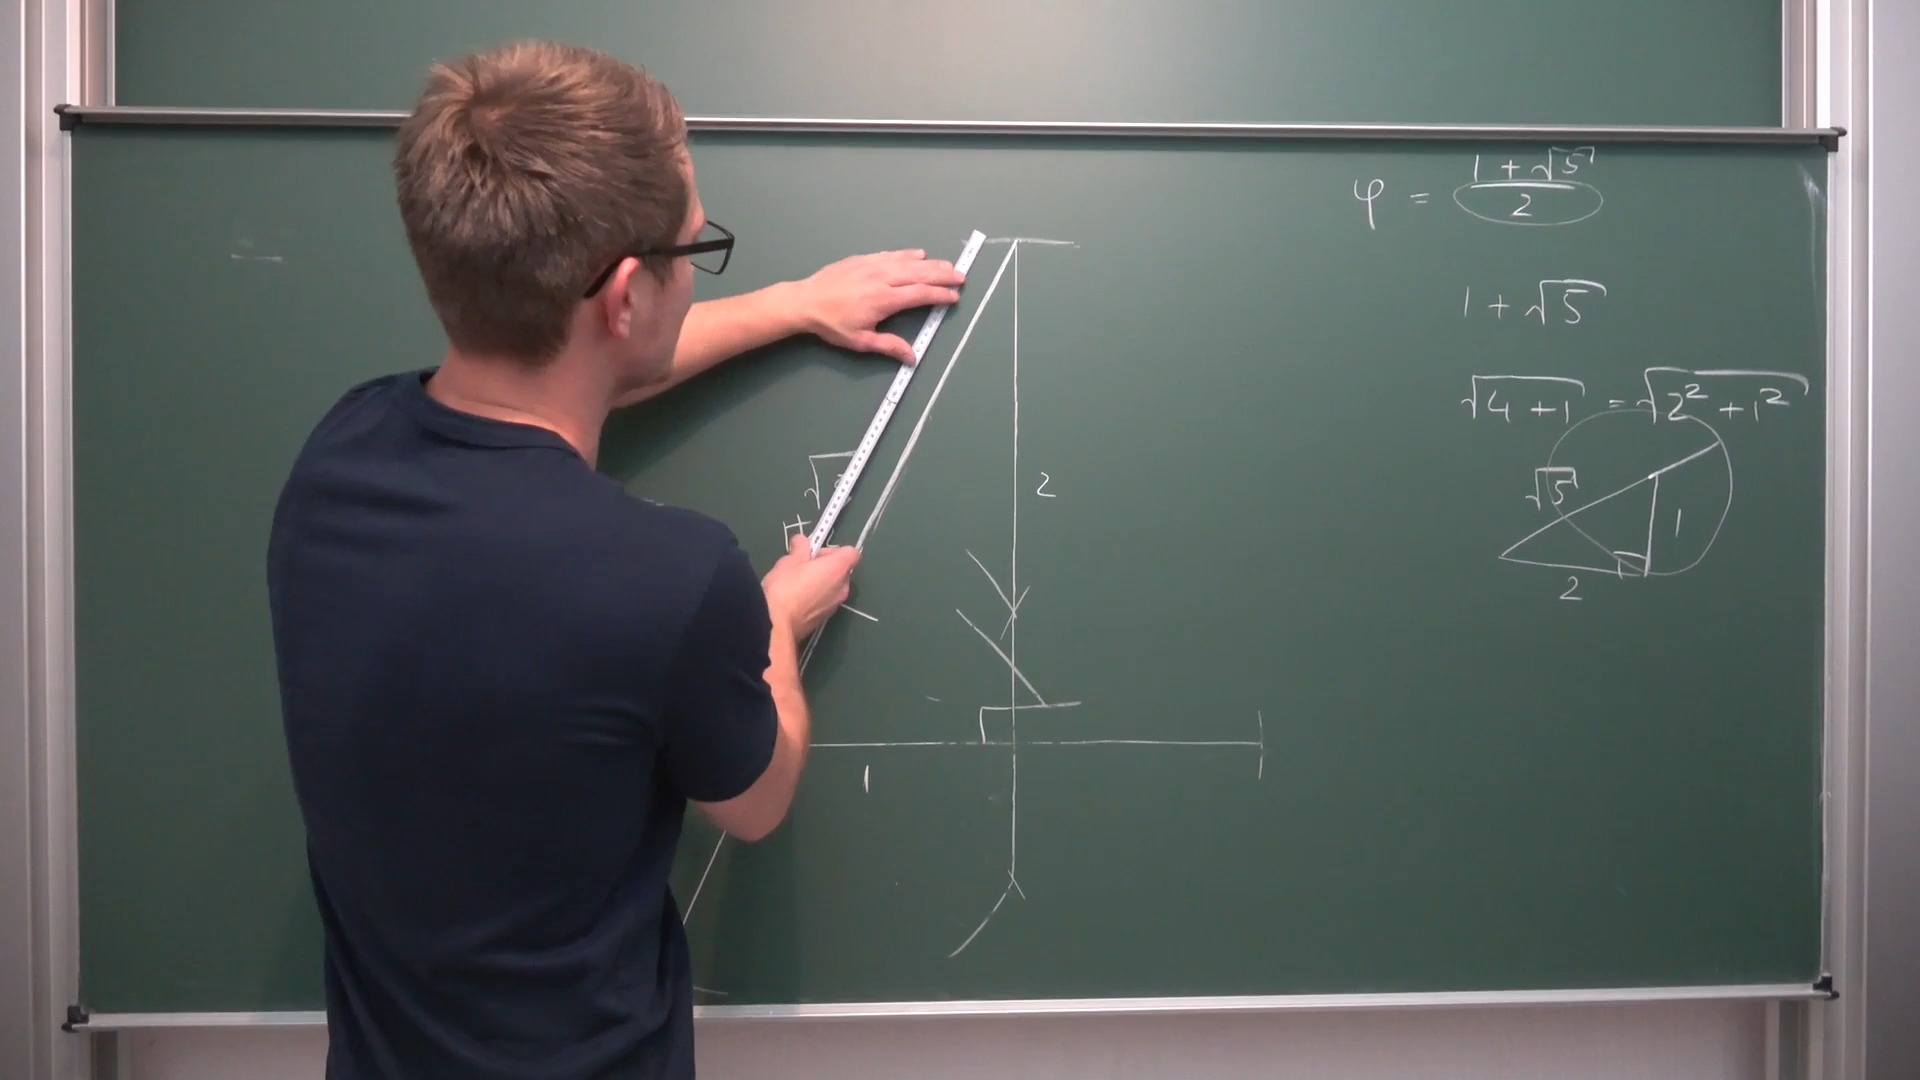 φ = (1 + √5) / 2
1 + √5
√(4 + 1) = √(2² + 1²)
√5
1
2
2
1